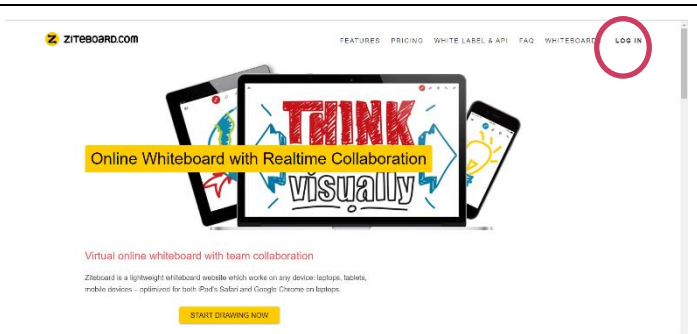 Z ZITEBOARD.COM
FEATURES PRICING WHITE LABEL & API FAQ WHITEBOARDS LOG IN
THINK
Online Whiteboard with Realtime Collaboration
visually
Virtual online whiteboard with team collaboration
Ziteboard is a lightweight whiteboard website which works on any device: laptops, tablets,
mobile devices – optimized for both iPad's Safari and Google Chrome on laptops.
START DRAWING NOW